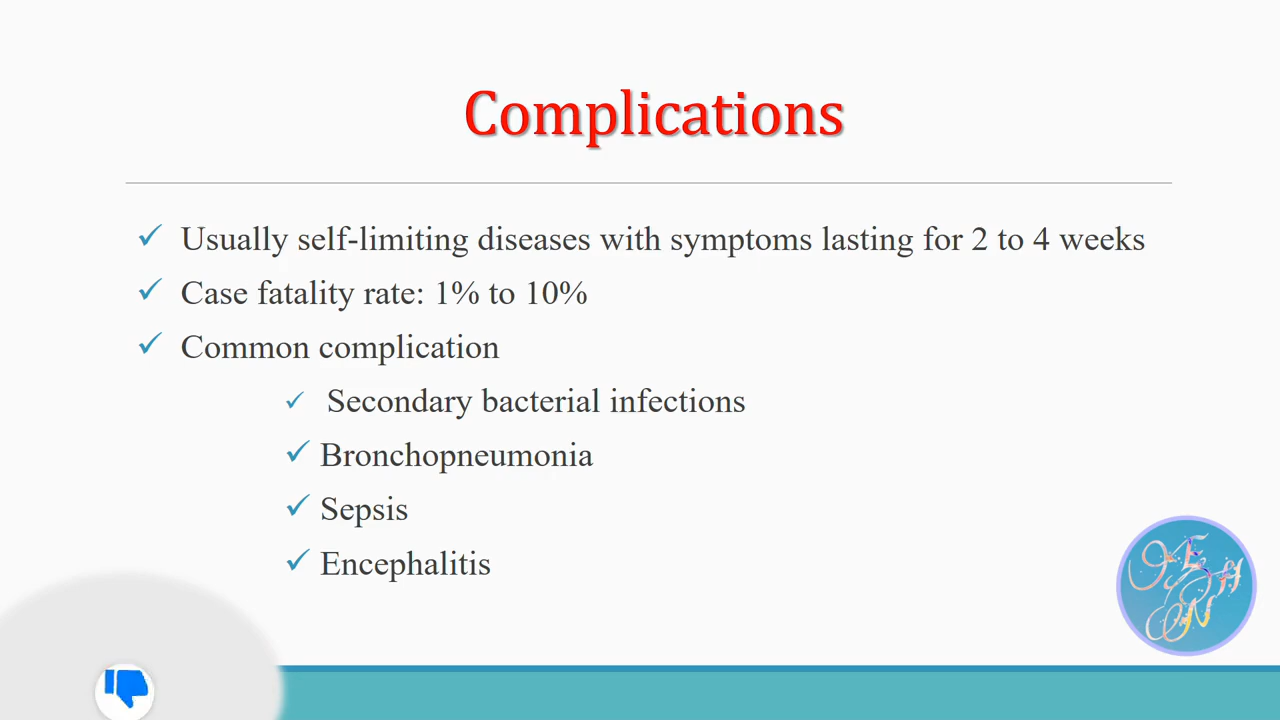 Complications
Usually self-limiting diseases with symptoms lasting for 2 to 4 weeks
Case fatality rate: 1% to 10%
Common complication
Secondary bacterial infections
Bronchopneumonia
Sepsis
Encephalitis